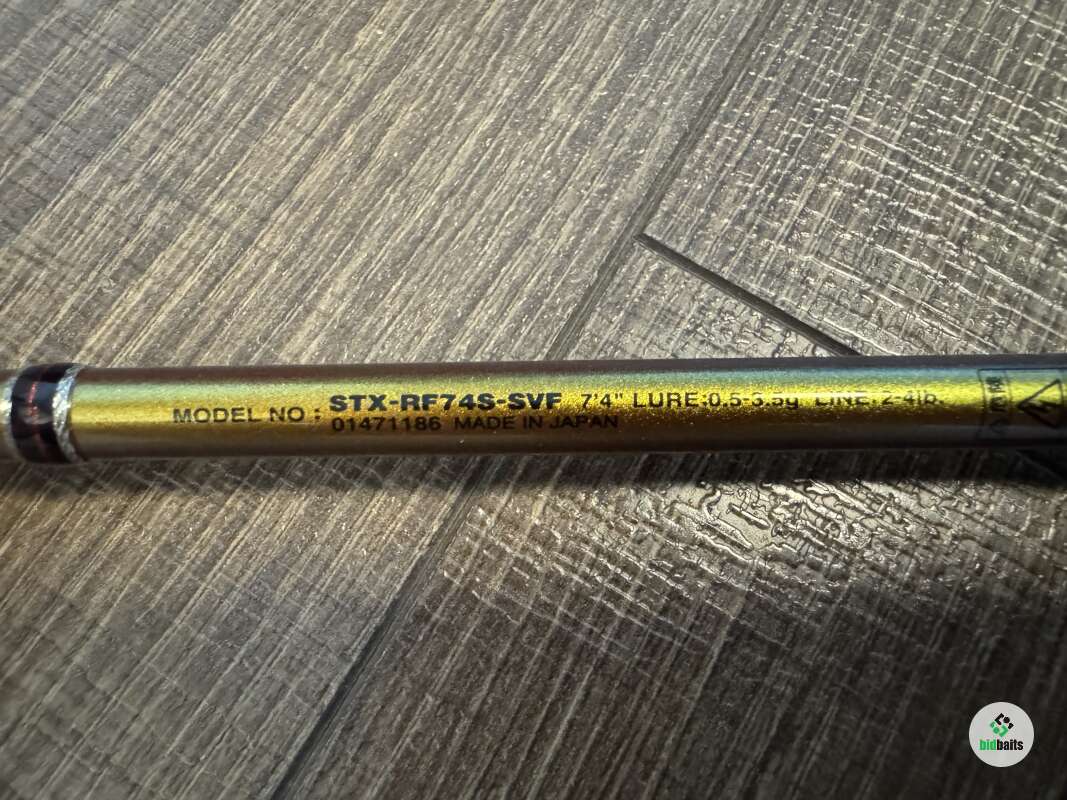 MODEL NO : STX-RF74S-SVF 7'4" LURE:0.5-3.5g LINE:2-4lb.
01471186 MADE IN JAPAN
bidbaits